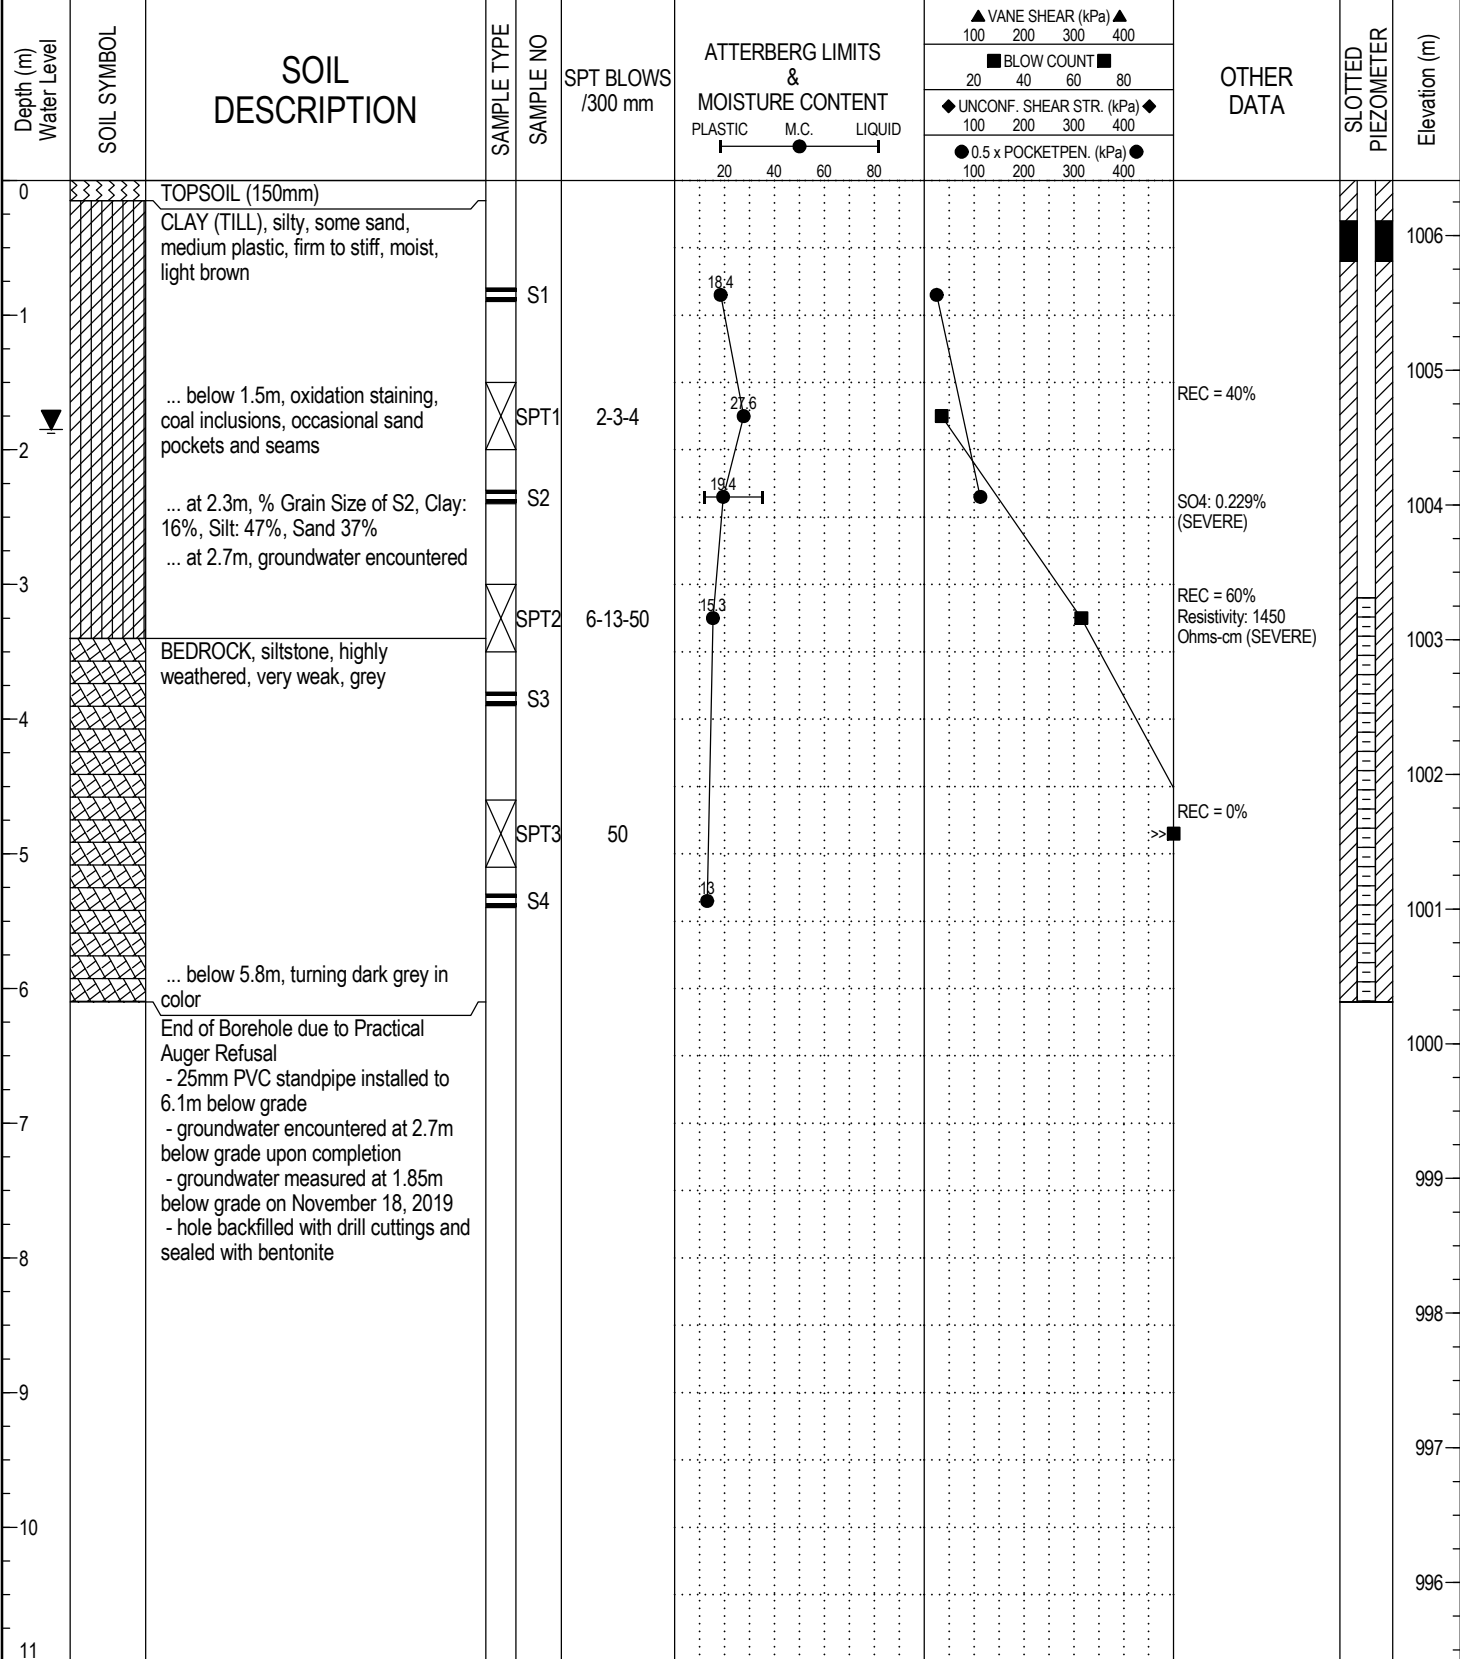 Depth (m)
Water Level
SOIL SYMBOL
SOIL
DESCRIPTION
SAMPLE TYPE
SAMPLE NO
SPT BLOWS
/300 mm
ATTERBERG LIMITS
&
MOISTURE CONTENT
PLASTIC M.C. LIQUID
20 40 60 80
VANE SHEAR (kPa)
100 200 300 400
BLOW COUNT
20 40 60 80
UNCONF. SHEAR STR. (kPa)
100 200 300 400
0.5 x POCKETPEN. (kPa)
100 200 300 400
OTHER
DATA
SLOTTED
PIEZOMETER
Elevation (m)
0
TOPSOIL (150mm)
CLAY (TILL), silty, some sand,
medium plastic, firm to stiff, moist,
light brown
1006
S1
18.4
1
1005
... below 1.5m, oxidation staining,
coal inclusions, occasional sand
pockets and seams
SPT1
2-3-4
27.6
REC = 40%
2
... at 2.3m, % Grain Size of S2, Clay:
16%, Silt: 47%, Sand 37%
S2
19.4
SO4: 0.229%
(SEVERE)
1004
... at 2.7m, groundwater encountered
3
SPT2
6-13-50
15.3
REC = 60%
Resistivity: 1450
Ohms-cm (SEVERE)
1003
BEDROCK, siltstone, highly
weathered, very weak, grey
S3
4
1002
SPT3
50
>>
REC = 0%
5
S4
13
1001
... below 5.8m, turning dark grey in
color
6
End of Borehole due to Practical
Auger Refusal
- 25mm PVC standpipe installed to
6.1m below grade
- groundwater encountered at 2.7m
below grade upon completion
- groundwater measured at 1.85m
below grade on November 18, 2019
- hole backfilled with drill cuttings and
sealed with bentonite
1000
7
999
8
998
9
997
10
996
11